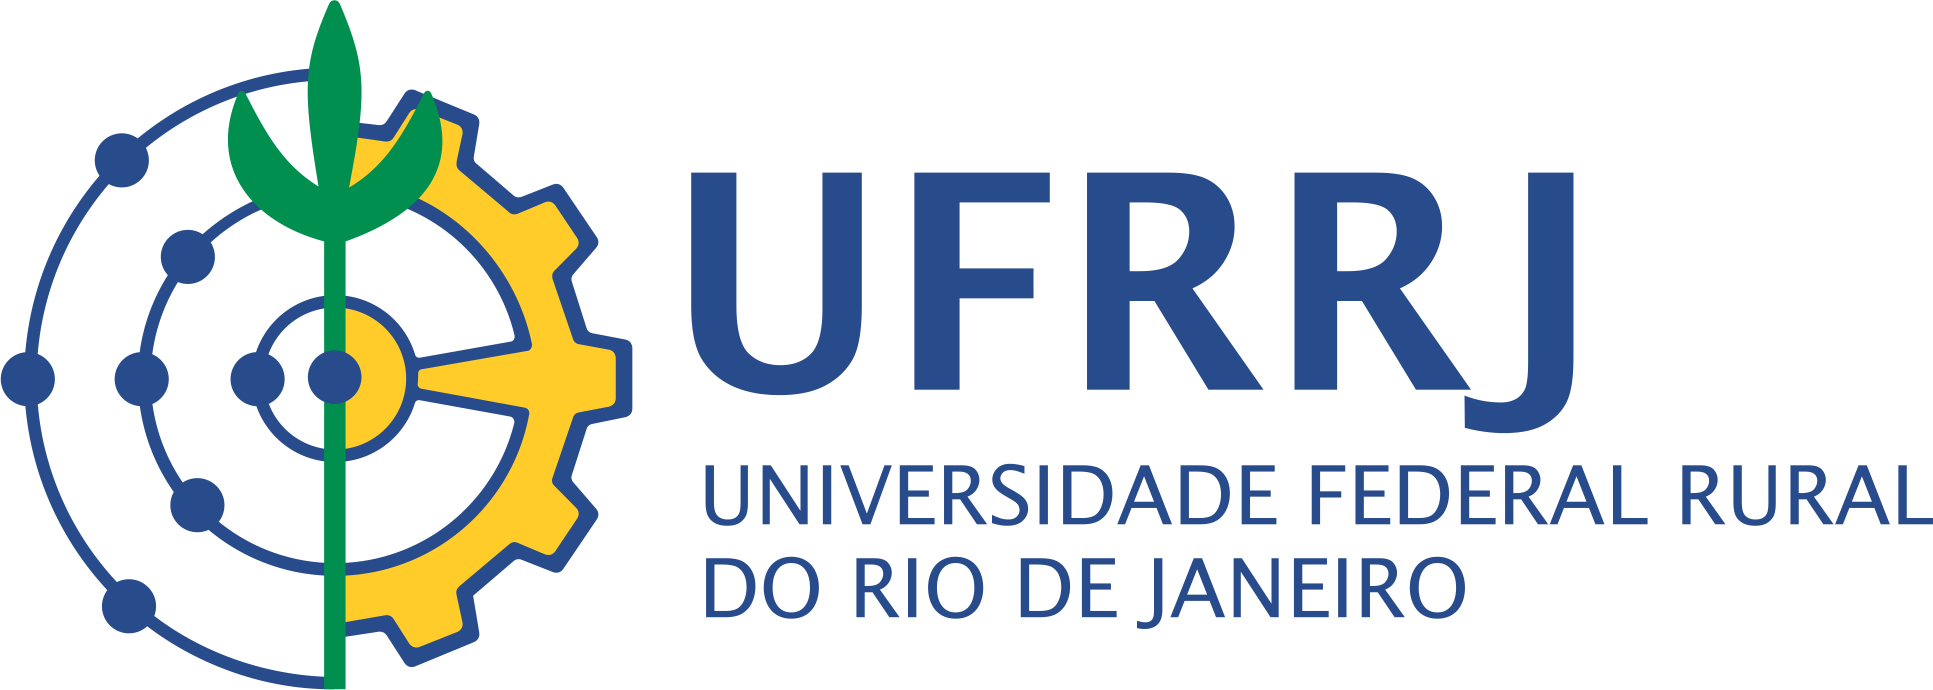 UFRRJ
UNIVERSIDADE FEDERAL RURAL
DO RIO DE JANEIRO